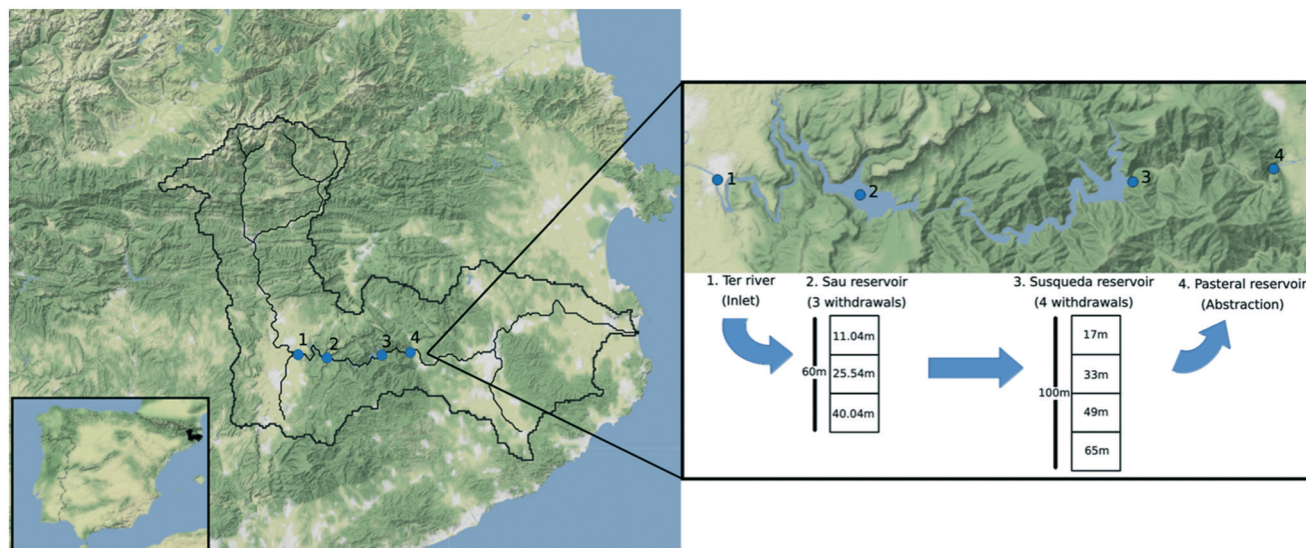 1
2
3
4
1
2
3
4
1. Ter river
(Inlet)
2. Sau reservoir
(3 withdrawals)
3. Susqueda reservoir
(4 withdrawals)
4. Pasteral reservoir
(Abstraction)
60m
11.04m
25.54m
40.04m
100m
17m
33m
49m
65m